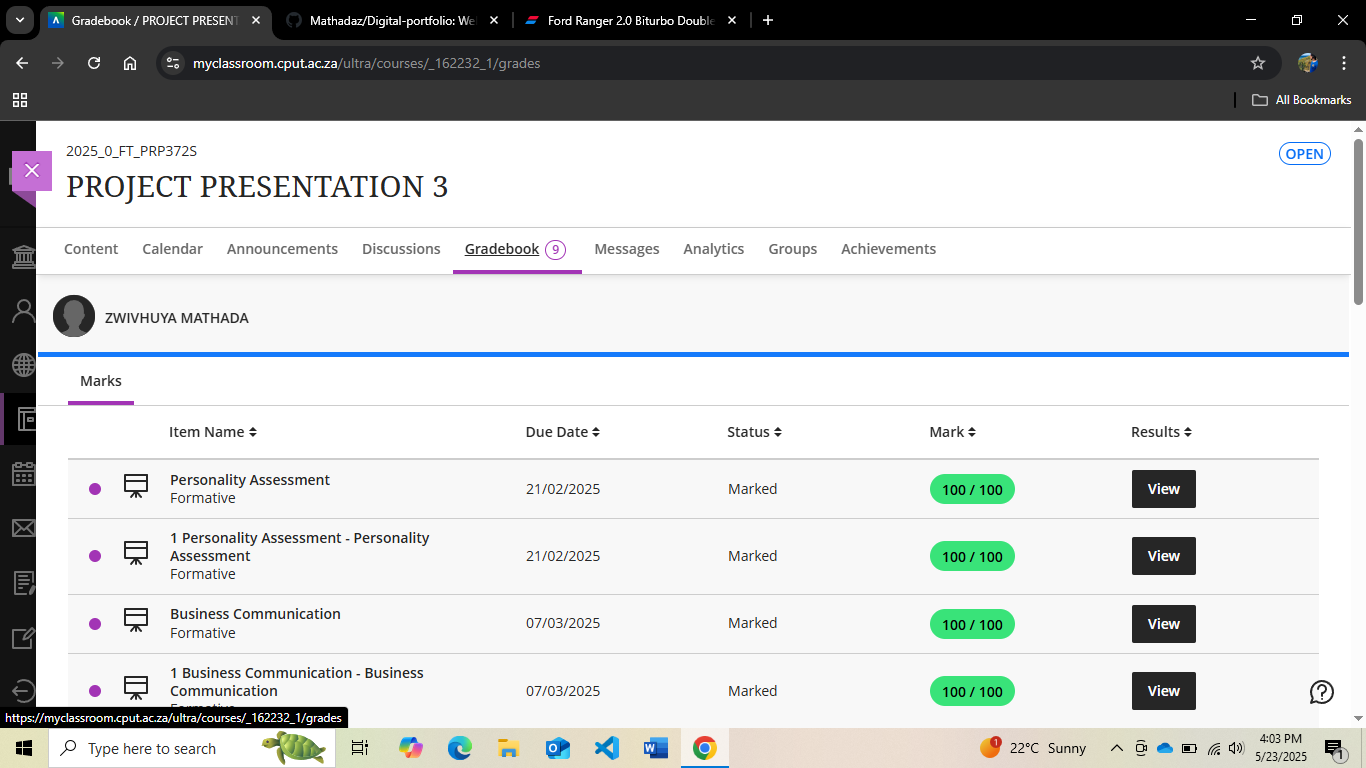 Gradebook / PROJECT PRESENT
Mathadaz/Digital-portfolio: We
Ford Ranger 2.0 Biturbo Double
myclassroom.cput.ac.za/ultra/courses/_162232_1/grades
All Bookmarks
2025_0_FT_PRP372S
OPEN
PROJECT PRESENTATION 3
Content Calendar Announcements Discussions Gradebook 9 Messages Analytics Groups Achievements
ZWIVHUYA MATHADA
Marks
Item Name Due Date Status Mark Results
Personality Assessment
Formative
21/02/2025 Marked 100 / 100 View
1 Personality Assessment - Personality
Assessment
Formative
21/02/2025 Marked 100 / 100 View
Business Communication
Formative
07/03/2025 Marked 100 / 100 View
1 Business Communication - Business
Communication
Formative
07/03/2025 Marked 100 / 100 View
https://myclassroom.cput.ac.za/ultra/courses/_162232_1/grades
Type here to search
1
22°C Sunny
4:03 PM
5/23/2025
1